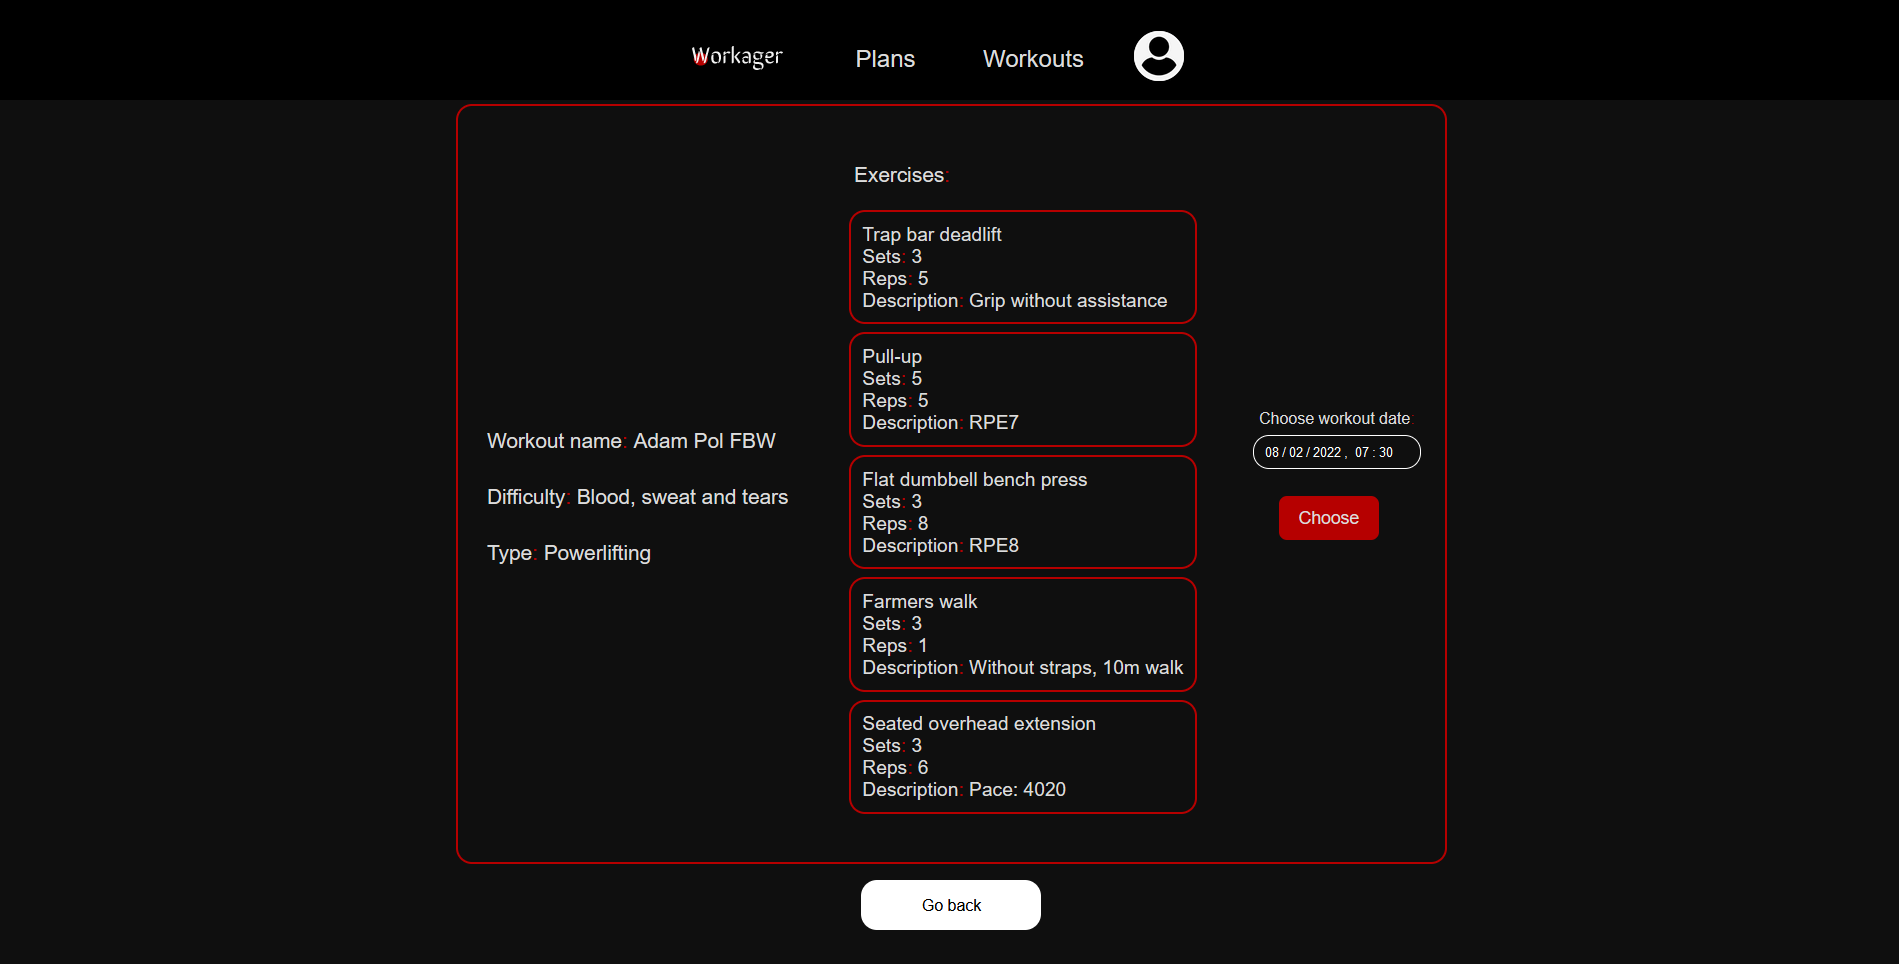 Workager
Plans
Workouts
Exercises:
Trap bar deadlift
Sets: 3
Reps: 5
Description: Grip without assistance
Pull-up
Sets: 5
Reps: 5
Description: RPE7
Flat dumbbell bench press
Sets: 3
Reps: 8
Description: RPE8
Farmers walk
Sets: 3
Reps: 1
Description: Without straps, 10m walk
Seated overhead extension
Sets: 3
Reps: 6
Description: Pace: 4020
Workout name: Adam Pol FBW
Difficulty: Blood, sweat and tears
Type: Powerlifting
Choose workout date
08 / 02 / 2022 , 07 : 30
Choose
Go back